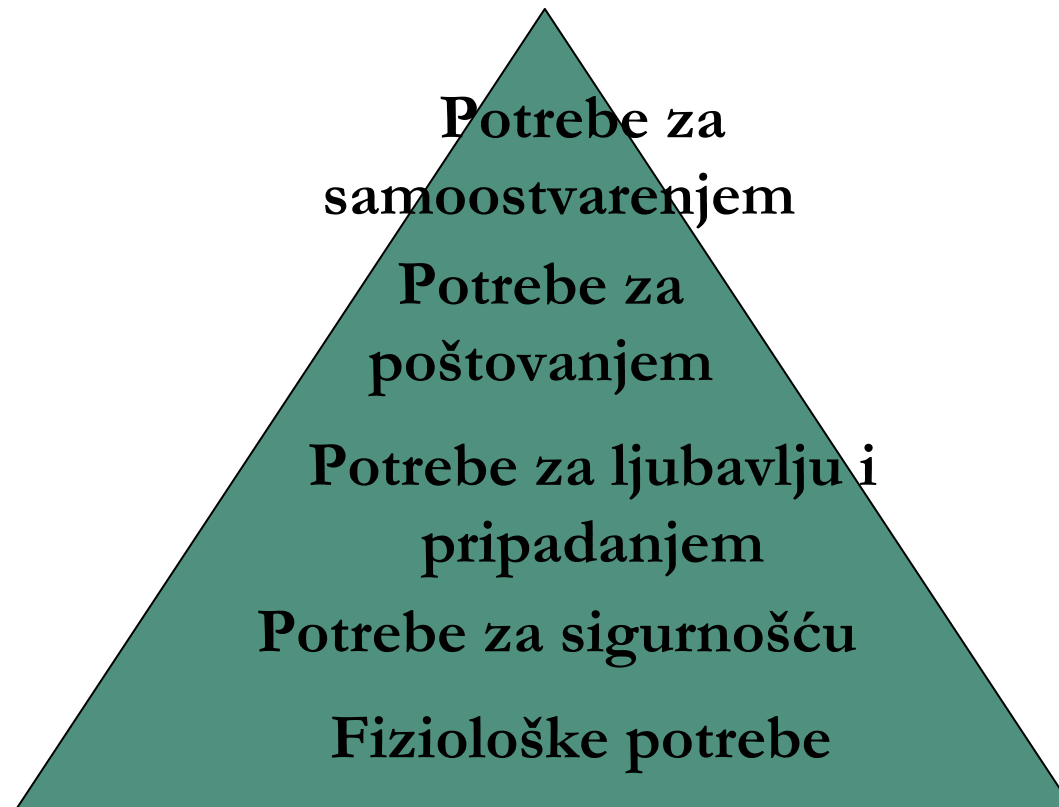 Potrebe za
samoostvarenjem
Potrebe za
poštovanjem
Potrebe za ljubavlju i
pripadanjem
Potrebe za sigurnošću
Fiziološke potrebe